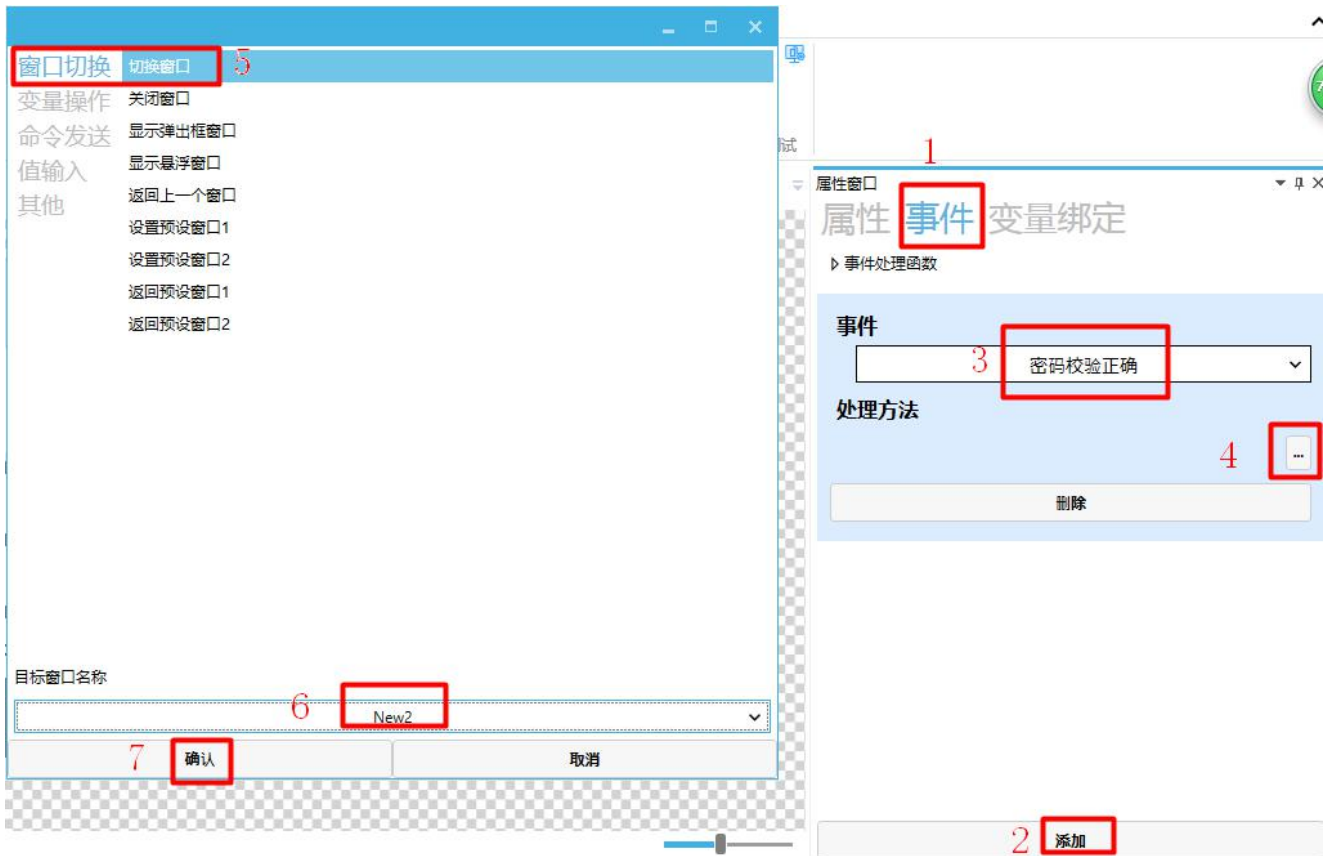 窗口切换 切换窗口 5
变量操作 关闭窗口
命令发送 显示弹出框窗口
值输入 显示悬浮窗口
其他 返回上一个窗口
设置预设窗口1
设置预设窗口2
返回预设窗口1
返回预设窗口2
目标窗口名称
6 New2
7 确认 取消
试
1
属性窗口
属性 事件 变量绑定
事件处理函数
事件
3 密码校验正确
处理方法
4 ...
删除
2 添加